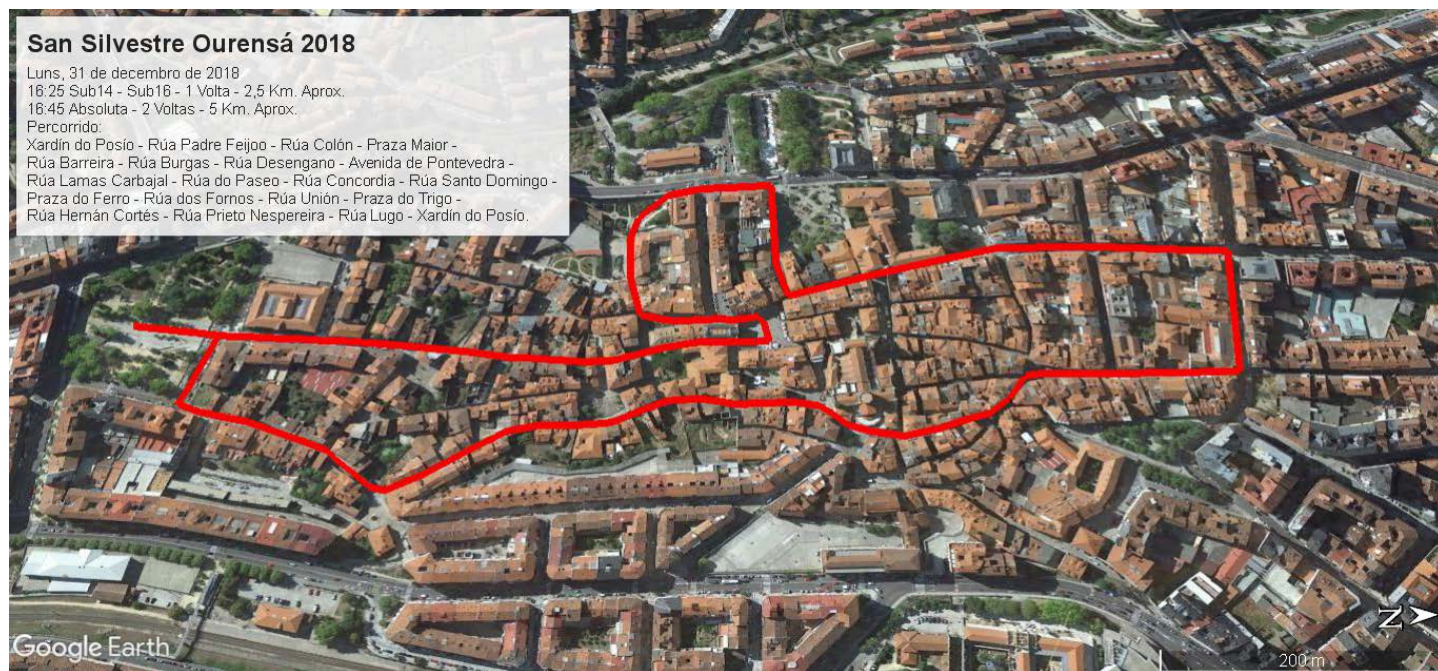 San Silvestre Ourensá 2018
Luns, 31 de decembro de 2018
16:25 Sub14 - Sub16 - 1 Volta - 2,5 Km. Aprox.
16:45 Absoluta - 2 Voltas - 5 Km. Aprox.
Percorrido:
Xardín do Posío - Rúa Padre Feijoo - Rúa Colón - Praza Maior -
Rúa Barreira - Rúa Burgas - Rúa Desengano - Avenida de Pontevedra -
Rúa Lamas Carbajal - Rúa do Paseo - Rúa Concordia - Rúa Santo Domingo -
Praza do Ferro - Rúa dos Fornos - Rúa Unión - Praza do Trigo -
Rúa Hernán Cortés - Rúa Prieto Nespereira - Rúa Lugo - Xardín do Posío.
N
Google Earth
200 m